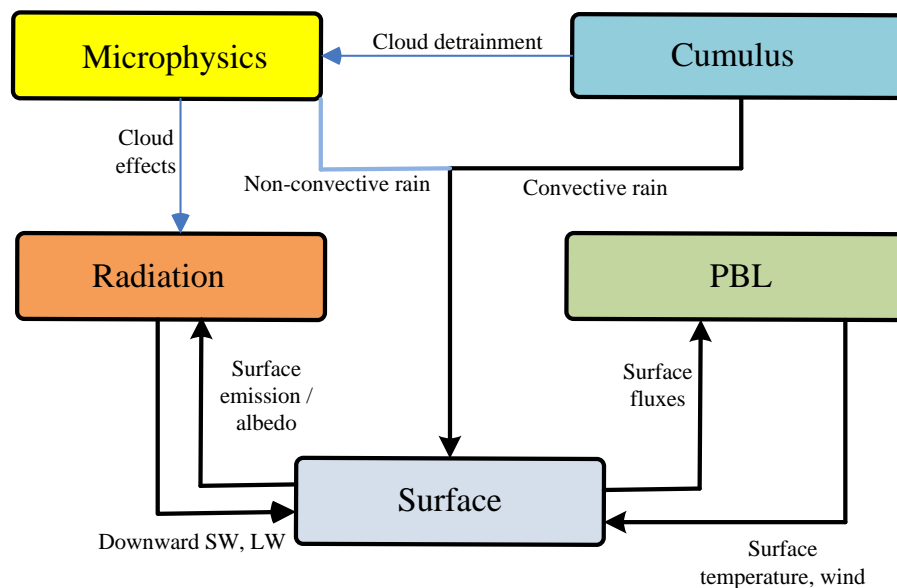 Microphysics
Cloud detrainment
Cumulus
Cloud
effects
Non-convective rain
Convective rain
Radiation
PBL
Surface
emission /
albedo
Surface
fluxes
Surface
Downward SW, LW
Surface
temperature, wind